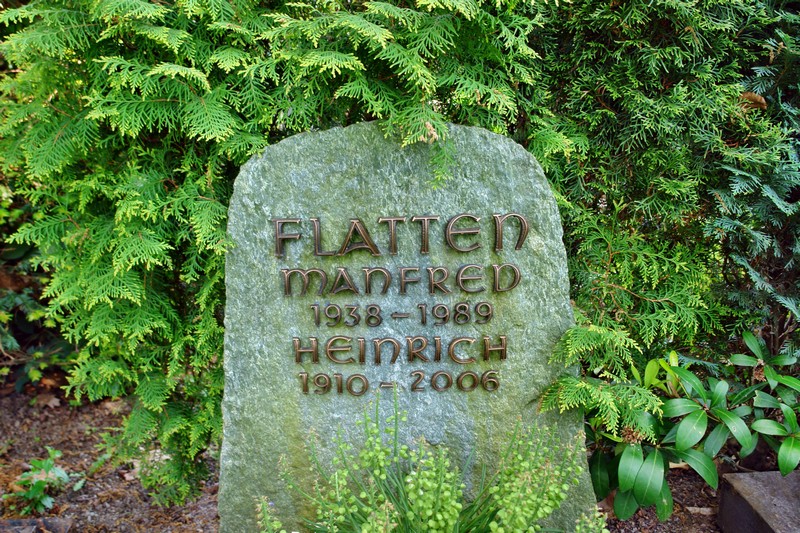 FLATTEN
MANFRED
1938 – 1989
HEINRICH
1910 – 2006